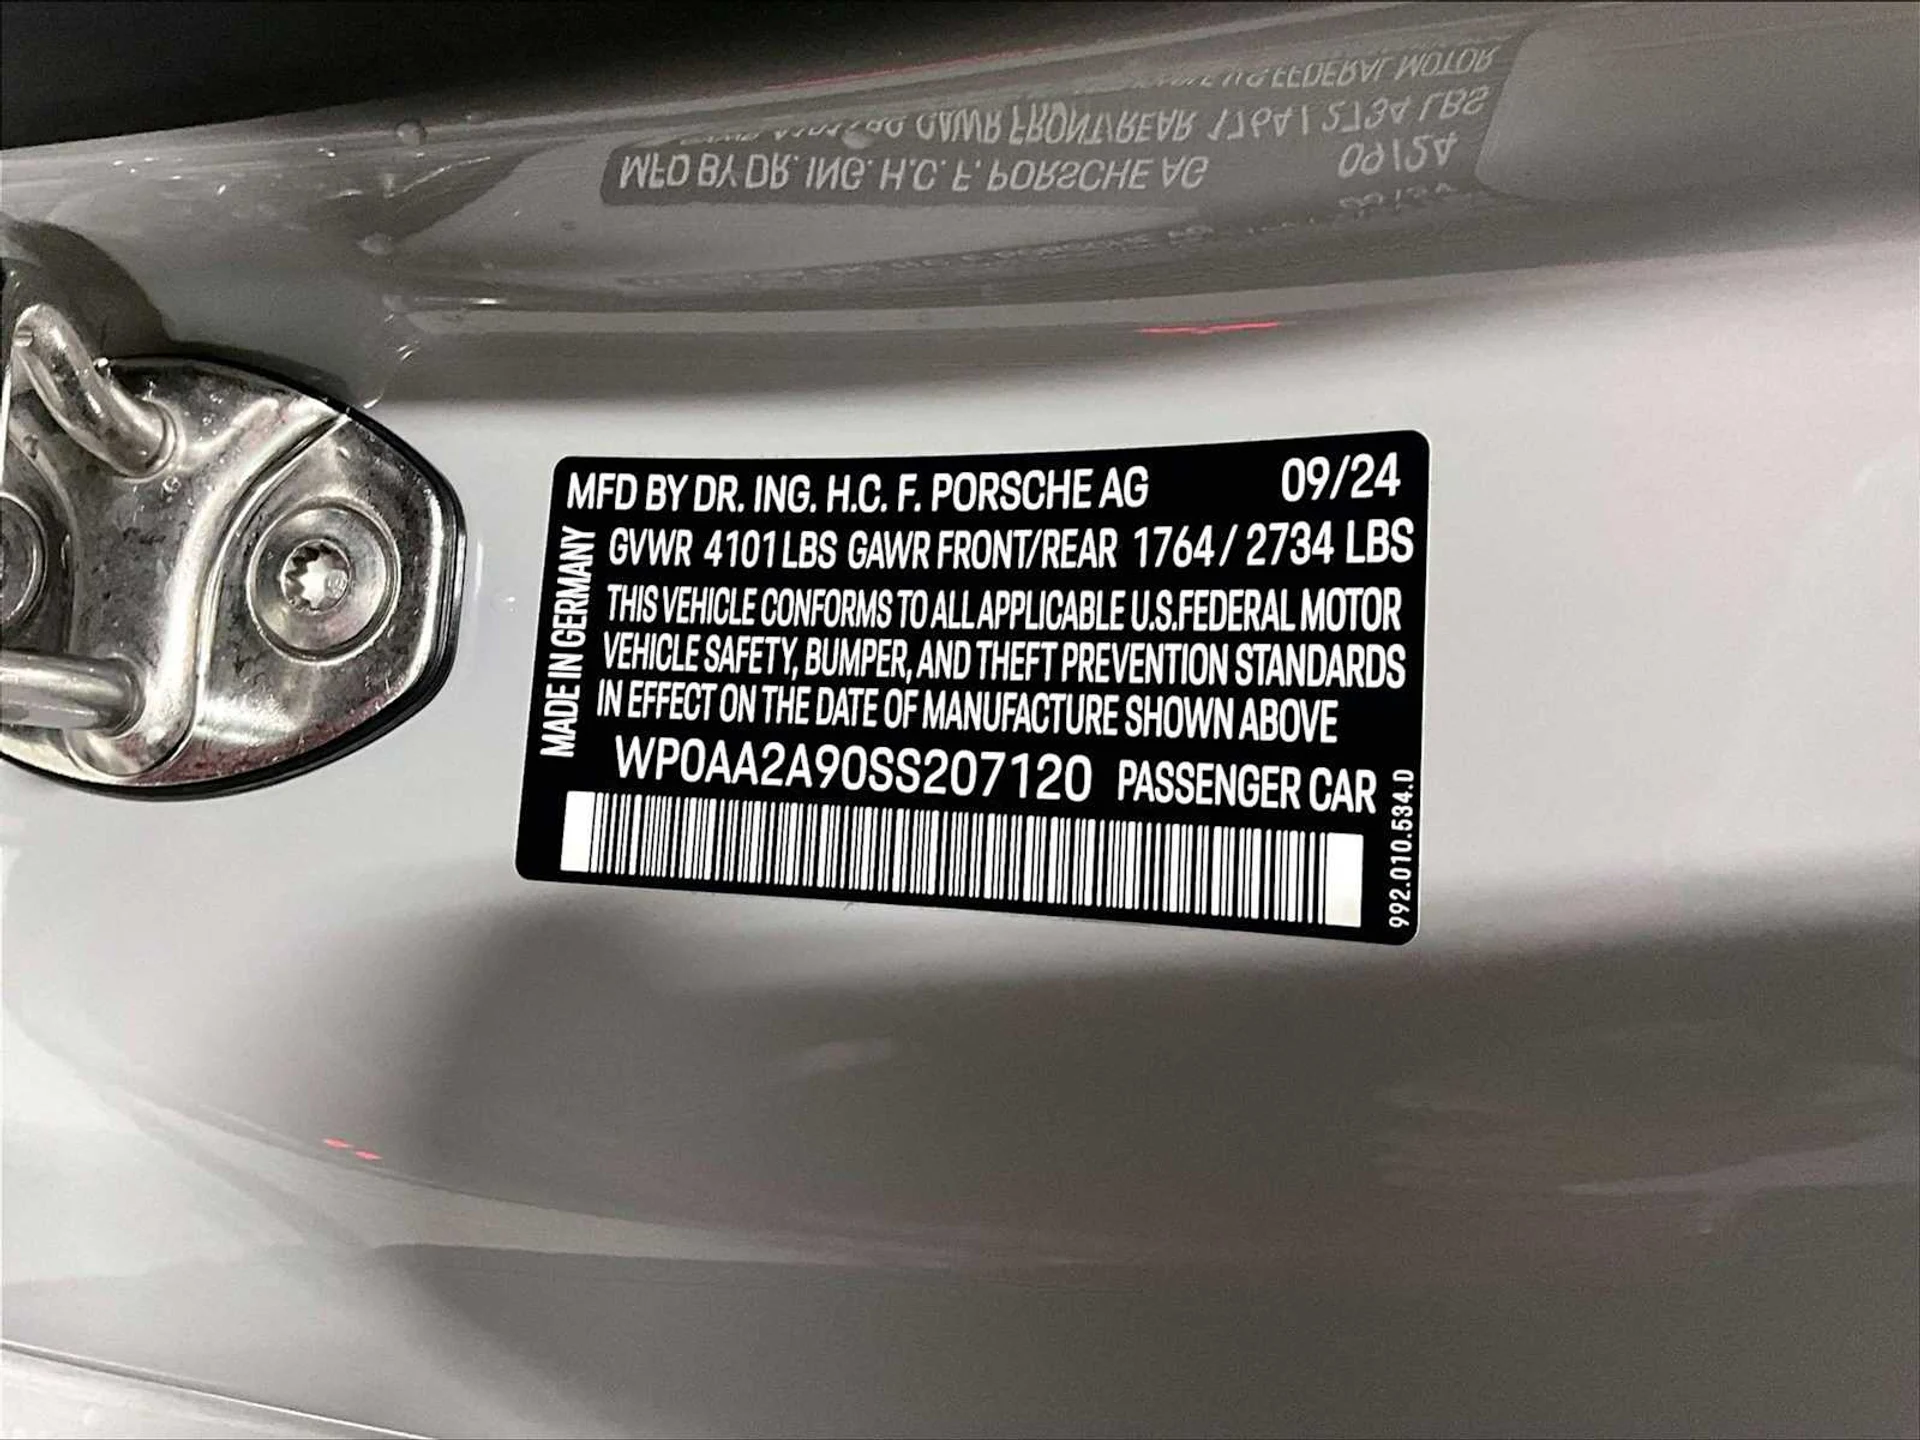 MFD BY DR. ING. H.C. F. PORSCHE AG 09/24
GVWR 4101 LBS GAWR FRONT/REAR 1764 / 2734 LBS
THIS VEHICLE CONFORMS TO ALL APPLICABLE U.S.FEDERAL MOTOR
VEHICLE SAFETY, BUMPER, AND THEFT PREVENTION STANDARDS
IN EFFECT ON THE DATE OF MANUFACTURE SHOWN ABOVE
WP0AA2A90SS207120 PASSENGER CAR
MADE IN GERMANY
992.010.534.D